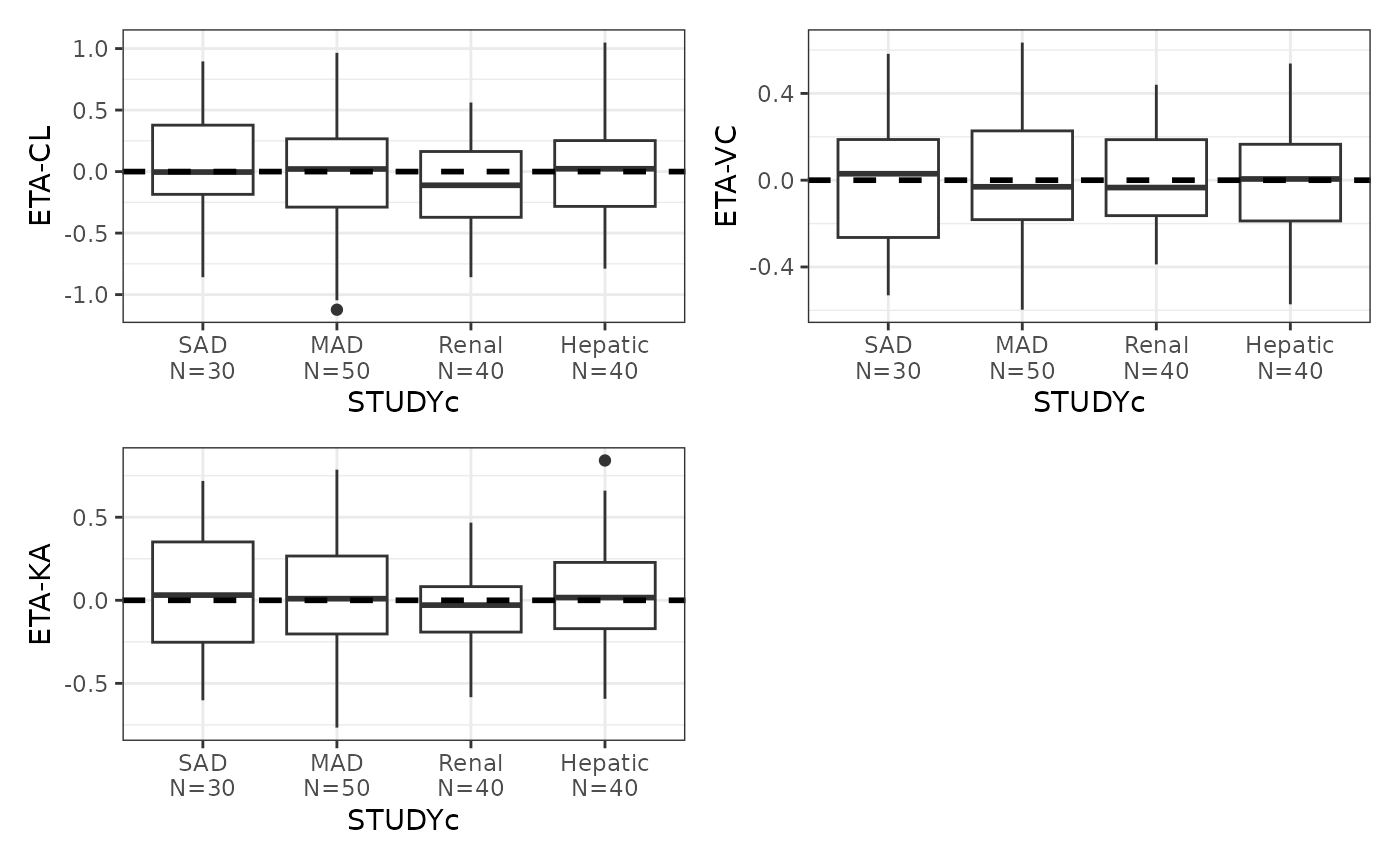 ETA-CL
1.0
0.5
0.0
-0.5
-1.0
SAD MAD Renal Hepatic
N=30 N=50 N=40 N=40
STUDYc
ETA-VC
0.4
0.0
-0.4
SAD MAD Renal Hepatic
N=30 N=50 N=40 N=40
STUDYc
ETA-KA
0.5
0.0
-0.5
SAD MAD Renal Hepatic
N=30 N=50 N=40 N=40
STUDYc